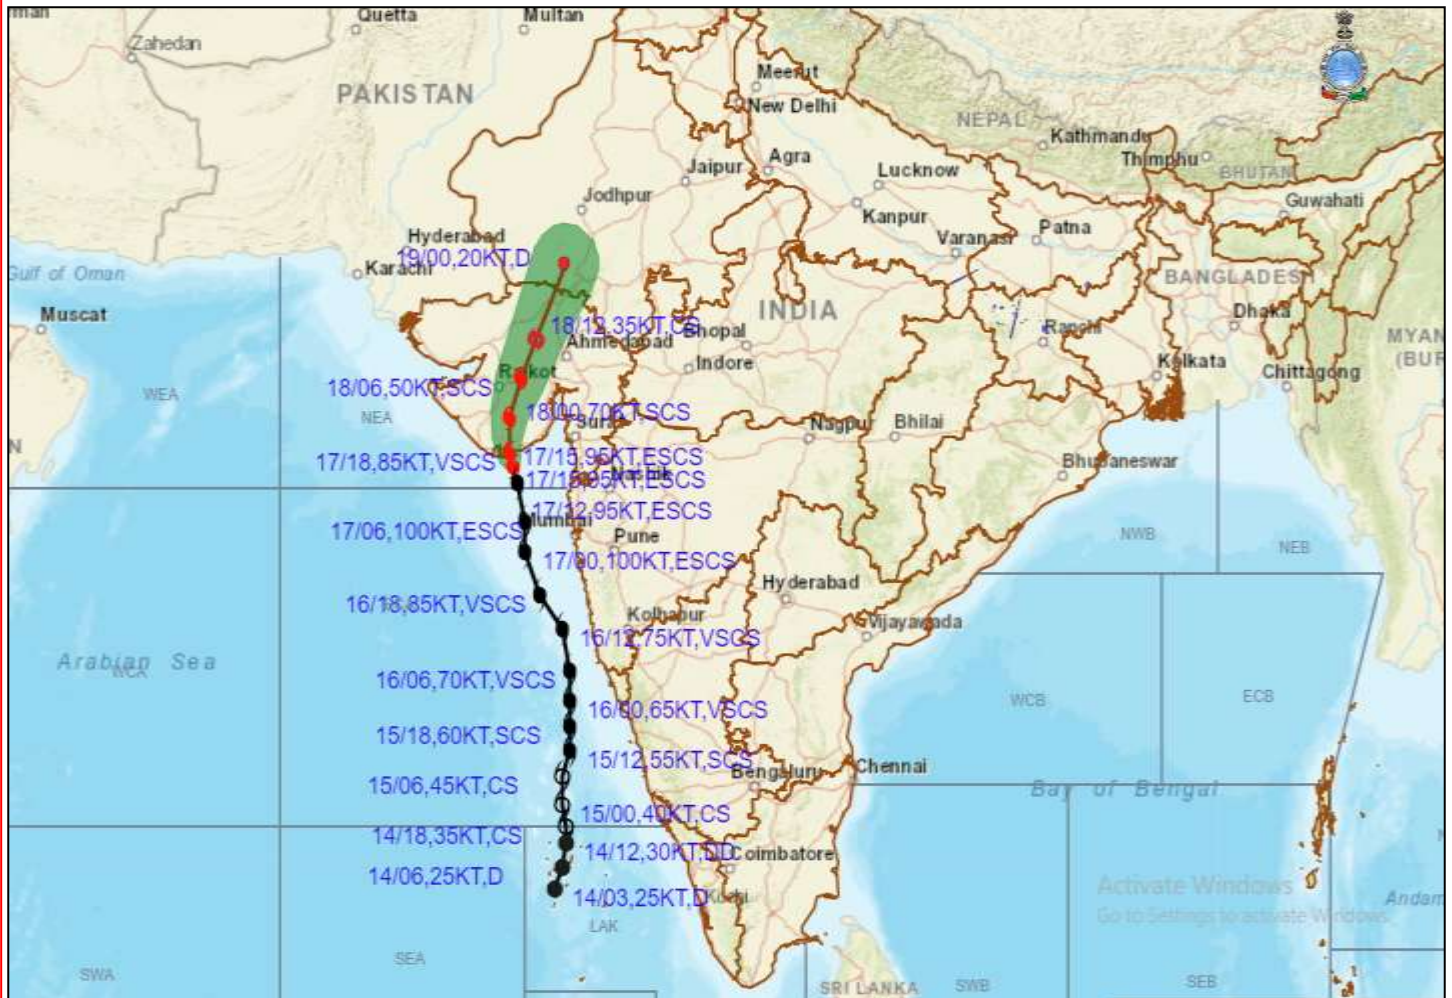 Quetta
Multan
Zahedan
Meerut
PAKISTAN
New Delhi
NEPAL
Kathmandu
Agra
Thimphu
Jaipur
Lucknow
BHUTAN
Jodhpur
Guwahati
Kanpur
Patna
Hyderabad
Varanasi
19/00,20KT,D
Karachi
Gulf of Oman
BANGLADESH
INDIA
Muscat
Dhaka
18/12,35KT,CS
Bhopal
Ranchi
MYAN
Ahmedabad
(BUR
Indore
Kolkata
Rajkot
Chittagong
18/06,50KT,SCS
WEA
NEA
18/00,70KT,SCS
Surat
Nagpur
Bhilai
17/15,95KT,ESCS
17/18,85KT,VSCS
Bhubaneswar
Nashik
17/15,95KT,ESCS
17/12,95KT,ESCS
Mumbai
17/06,100KT,ESCS
Pune
NWB
NEB
17/00,100KT,ESCS
Hyderabad
16/18,85KT,VSCS
Kolhapur
Vijayawada
16/12,75KT,VSCS
Arabian Sea
WCA
16/06,70KT,VSCS
WCB
ECB
16/00,65KT,VSCS
15/18,60KT,SCS
15/12,55KT,SCS
Bengaluru
Chennai
15/06,45KT,CS
Bay of Bengal
15/00,40KT,CS
14/18,35KT,CS
14/12,30KT,DD
Coimbatore
14/06,25KT,D
Activate Windows
14/03,25KT,D
Kochi
Andam
Go to Settings to activate Windows.
LAK
SEA
SWA
SRI LANKA
SWB
SEB